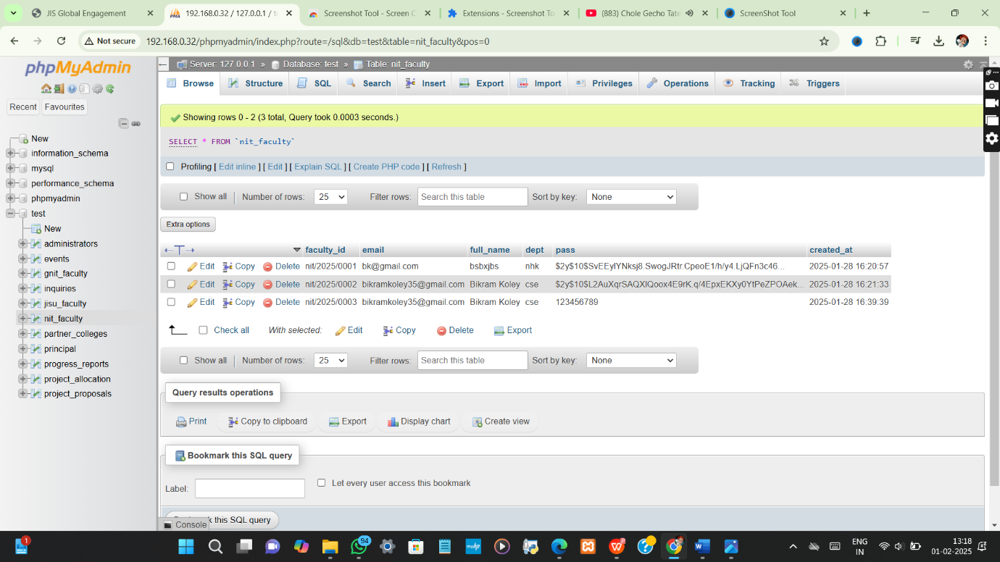 JIS Global Engagement
192.168.0.32 / 127.0.0.1 / te
Screenshot Tool - Screen C
Extensions - Screenshot To
(883) Chole Gecho Tate
ScreenShot Tool
Not secure
192.168.0.32/phpmyadmin/index.php?route=/sql&db=test&table=nit_faculty&pos=0
phpMyAdmin
Recent Favourites
New
information_schema
mysql
performance_schema
phpmyadmin
test
New
administrators
events
gnit_faculty
inquiries
jisu_faculty
nit_faculty
partner_colleges
principal
progress_reports
project_allocation
project_proposals
Server: 127.0.0.1 » Database: test » Table: nit_faculty
Browse Structure SQL Search Insert Export Import Privileges Operations Tracking Triggers
Showing rows 0 - 2 (3 total, Query took 0.0003 seconds.)
SELECT * FROM `nit_faculty`
Profiling [ Edit inline ] [ Edit ] [ Explain SQL ] [ Create PHP code ] [ Refresh ]
Show all Number of rows: 25 Filter rows: Search this table Sort by key: None
Extra options
faculty_id email full_name dept pass created_at
Edit Copy Delete nit/2025/0001 bk@gmail.com bsbxjbs nhk 2025-01-28 16:20:57
Edit Copy Delete nit/2025/0002 bikramkoley35@gmail.com Bikram Koley cse 2025-01-28 16:21:33
Edit Copy Delete nit/2025/0003 bikramkoley35@gmail.com Bikram Koley cse 123456789 2025-01-28 16:39:39
Check all With selected: Edit Copy Delete Export
Show all Number of rows: 25 Filter rows: Search this table Sort by key: None
Query results operations
Print Copy to clipboard Export Display chart Create view
Bookmark this SQL query
Label: Let every user access this bookmark
k this SQL query
Console
1
94
ENG
IN
13:18
01-02-2025